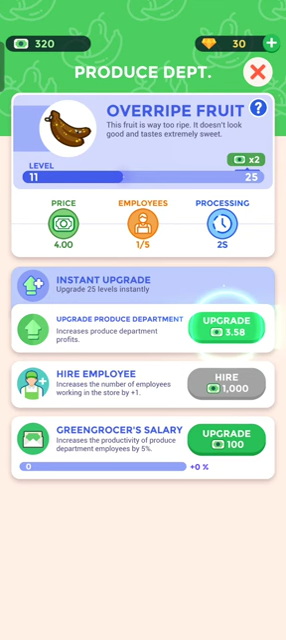 320
30
PRODUCE DEPT.
OVERRIPE FRUIT
?
This fruit is way too ripe. It doesn't look
good and tastes extremely sweet.
LEVEL
x2
11
25
PRICE
EMPLOYEES
PROCESSING
4.00
1/5
2S
INSTANT UPGRADE
Upgrade 25 levels instantly
UPGRADE PRODUCE DEPARTMENT
Increases produce department
profits.
UPGRADE
3.58
HIRE EMPLOYEE
Increases the number of employees
working in the store by +1.
HIRE
1,000
GREENGROCER'S SALARY
Increases the productivity of produce
department employees by 5%.
UPGRADE
100
0
+0 %